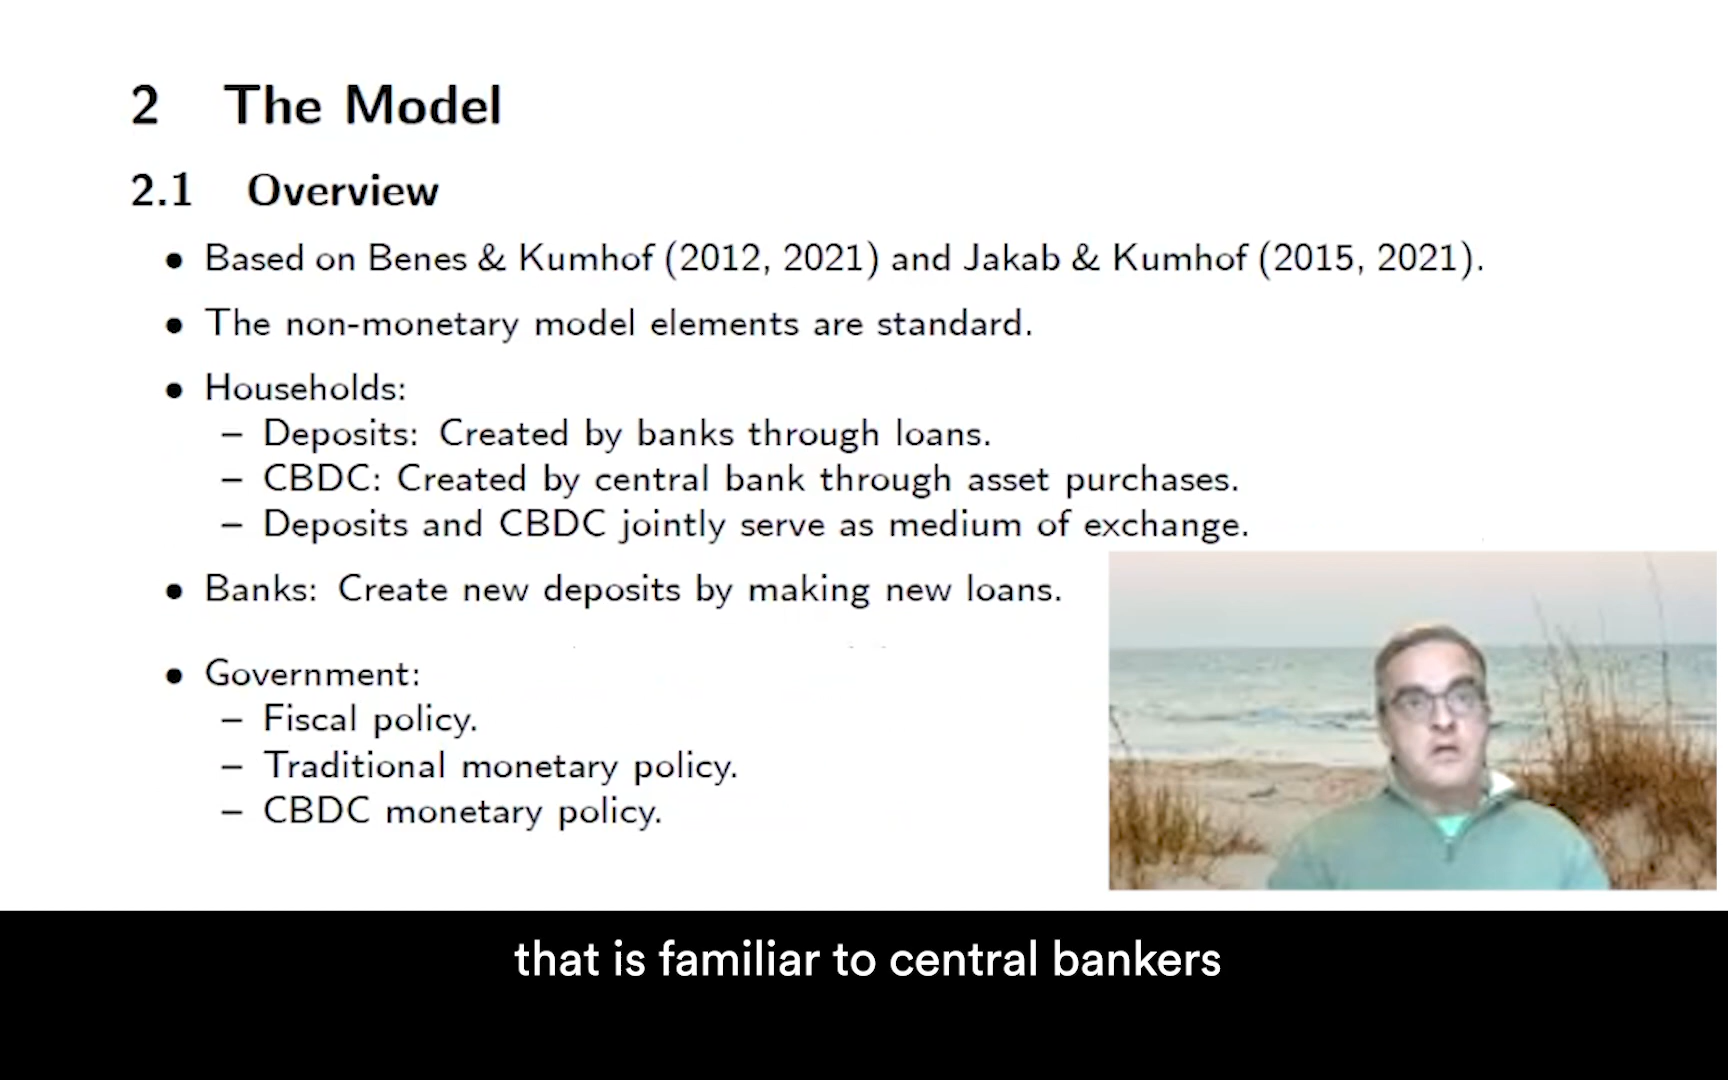 2 The Model
2.1 Overview
● Based on Benes & Kumhof (2012, 2021) and Jakab & Kumhof (2015, 2021).
● The non-monetary model elements are standard.
● Households:
– Deposits: Created by banks through loans.
– CBDC: Created by central bank through asset purchases.
– Deposits and CBDC jointly serve as medium of exchange.
● Banks: Create new deposits by making new loans.
● Government:
– Fiscal policy.
– Traditional monetary policy.
– CBDC monetary policy.
that is familiar to central bankers